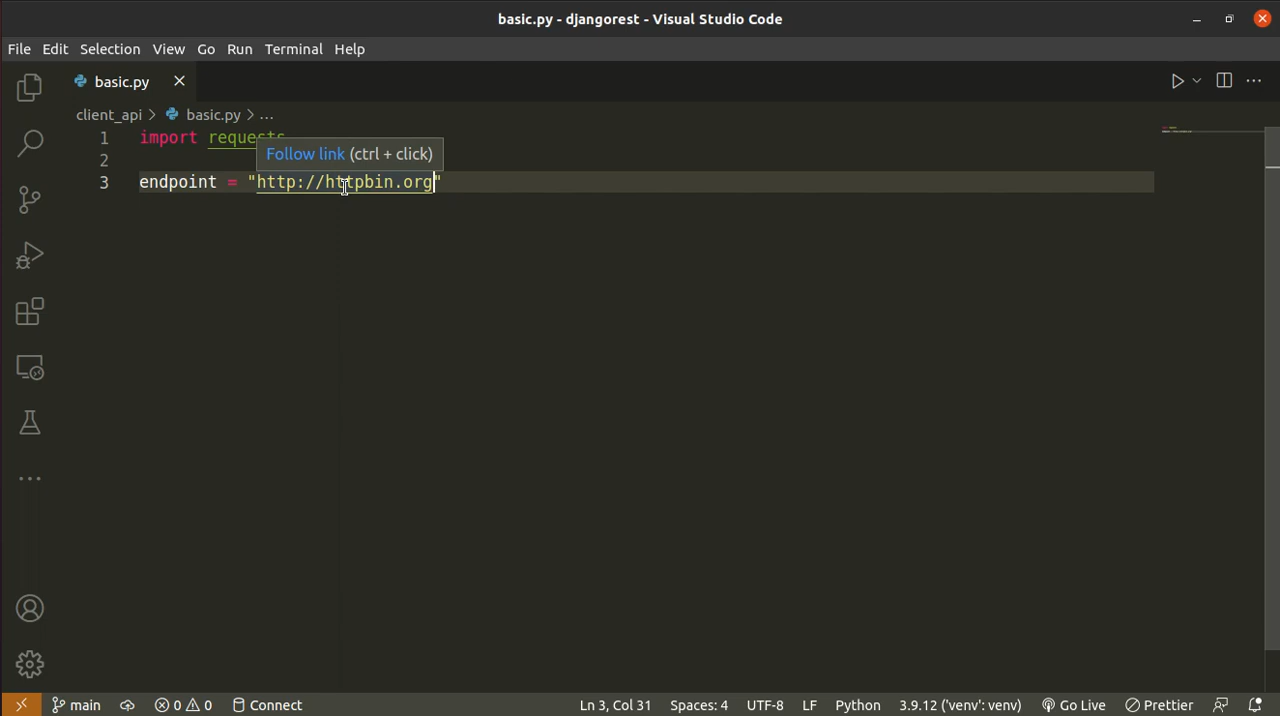 basic.py - djangorest - Visual Studio Code
File Edit Selection View Go Run Terminal Help
basic.py
client_api > basic.py > ...
1 import requests
Follow link (ctrl + click)
2
3 endpoint = "http://httpbin.org"
main 0 0 Connect Ln 3, Col 31 Spaces: 4 UTF-8 LF Python 3.9.12 ('venv': venv) Go Live Prettier